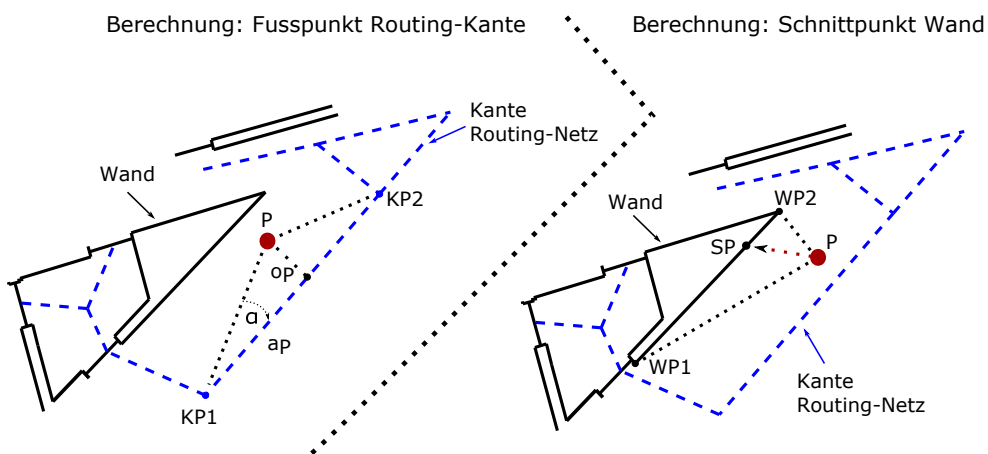 Berechnung: Fusspunkt Routing-Kante
Berechnung: Schnittpunkt Wand
Kante
Routing-Netz
Wand
P
KP2
oP
α
aP
KP1
WP2
Wand
SP
P
WP1
Kante
Routing-Netz